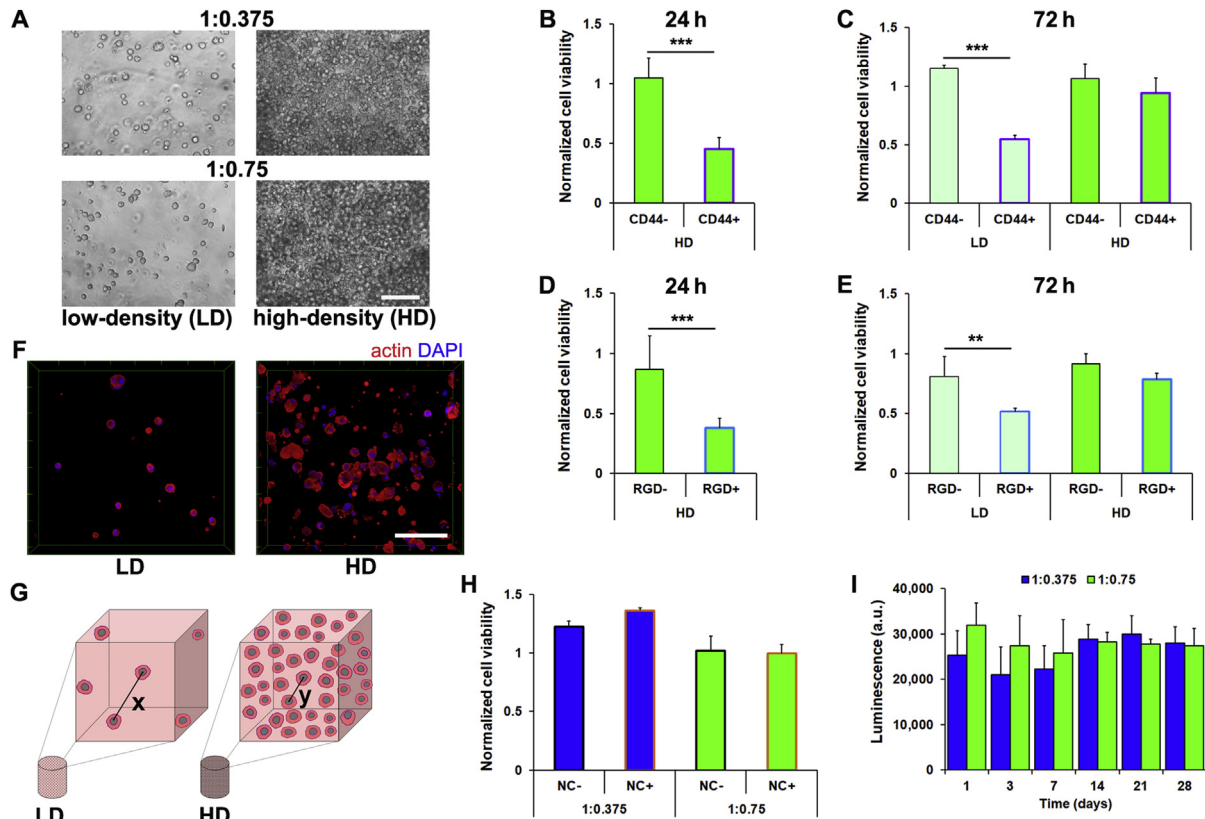 A
1:0.375
1:0.75
low-density (LD) high-density (HD)
B
24 h
Normalized cell viability
1.5
1
0.5
0
***
CD44- CD44+
HD
C
72 h
Normalized cell viability
1.5
1
0.5
0
***
CD44- CD44+ CD44- CD44+
LD HD
D
24 h
Normalized cell viability
1.5
1
0.5
0
***
RGD- RGD+
HD
E
72 h
Normalized cell viability
1.5
1
0.5
0
**
RGD- RGD+ RGD- RGD+
LD HD
F
actin DAPI
LD HD
G
x
y
LD HD
H
Normalized cell viability
1.5
1
0.5
0
NC- NC+ NC- NC+
1:0.375 1:0.75
I
1:0.375 1:0.75
Luminescence (a.u.)
40,000
30,000
20,000
10,000
0
1 3 7 14 21 28
Time (days)